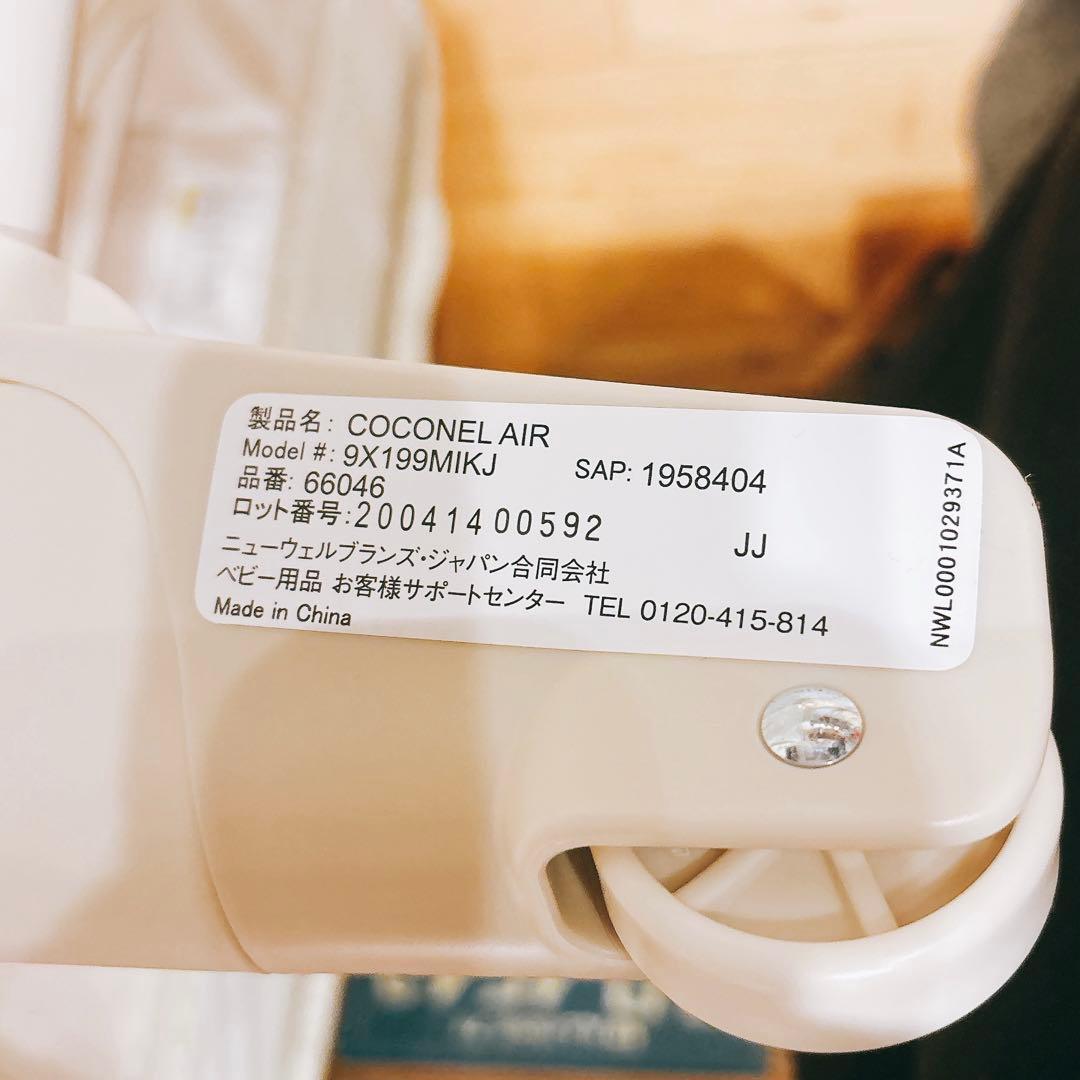 製品名: COCONEL AIR
Model #: 9X199MIKJ SAP: 1958404
品番: 66046
ロット番号:20041400592
JJ
ニューウェルブランズ・ジャパン合同会社
ベビー用品 お客様サポートセンター TEL 0120-415-814
Made in China
NWL0001029371A